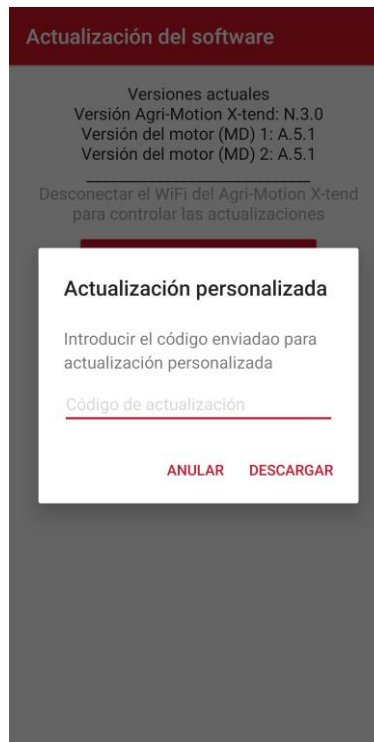 Actualización del software
Versiones actuales
Versión Agri-Motion X-tend: N.3.0
Versión del motor (MD) 1: A.5.1
Versión del motor (MD) 2: A.5.1
Desconectar el WiFi del Agri-Motion X-tend
para controlar las actualizaciones
Actualización personalizada
Introducir el código enviadao para
actualización personalizada
Código de actualización
ANULAR DESCARGAR